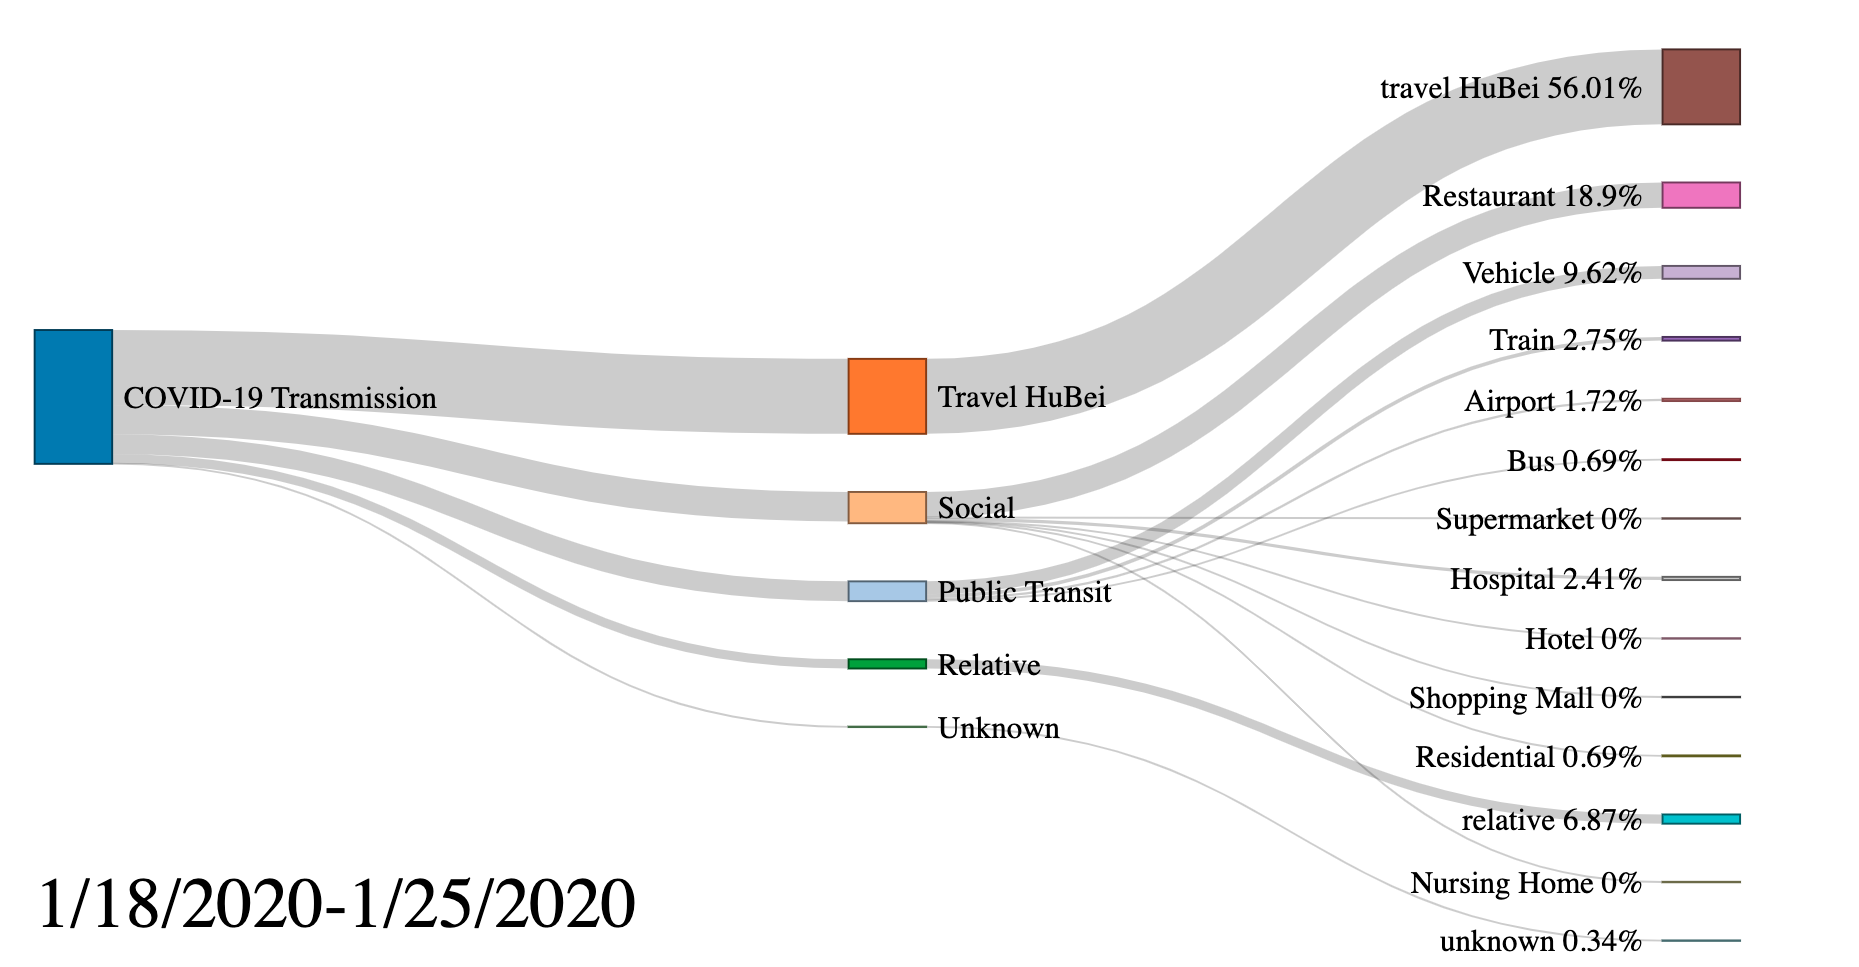 COVID-19 Transmission
Travel HuBei
Social
Public Transit
Relative
Unknown
travel HuBei 56.01%
Restaurant 18.9%
Vehicle 9.62%
Train 2.75%
Airport 1.72%
Bus 0.69%
Supermarket 0%
Hospital 2.41%
Hotel 0%
Shopping Mall 0%
Residential 0.69%
relative 6.87%
Nursing Home 0%
unknown 0.34%
1/18/2020-1/25/2020